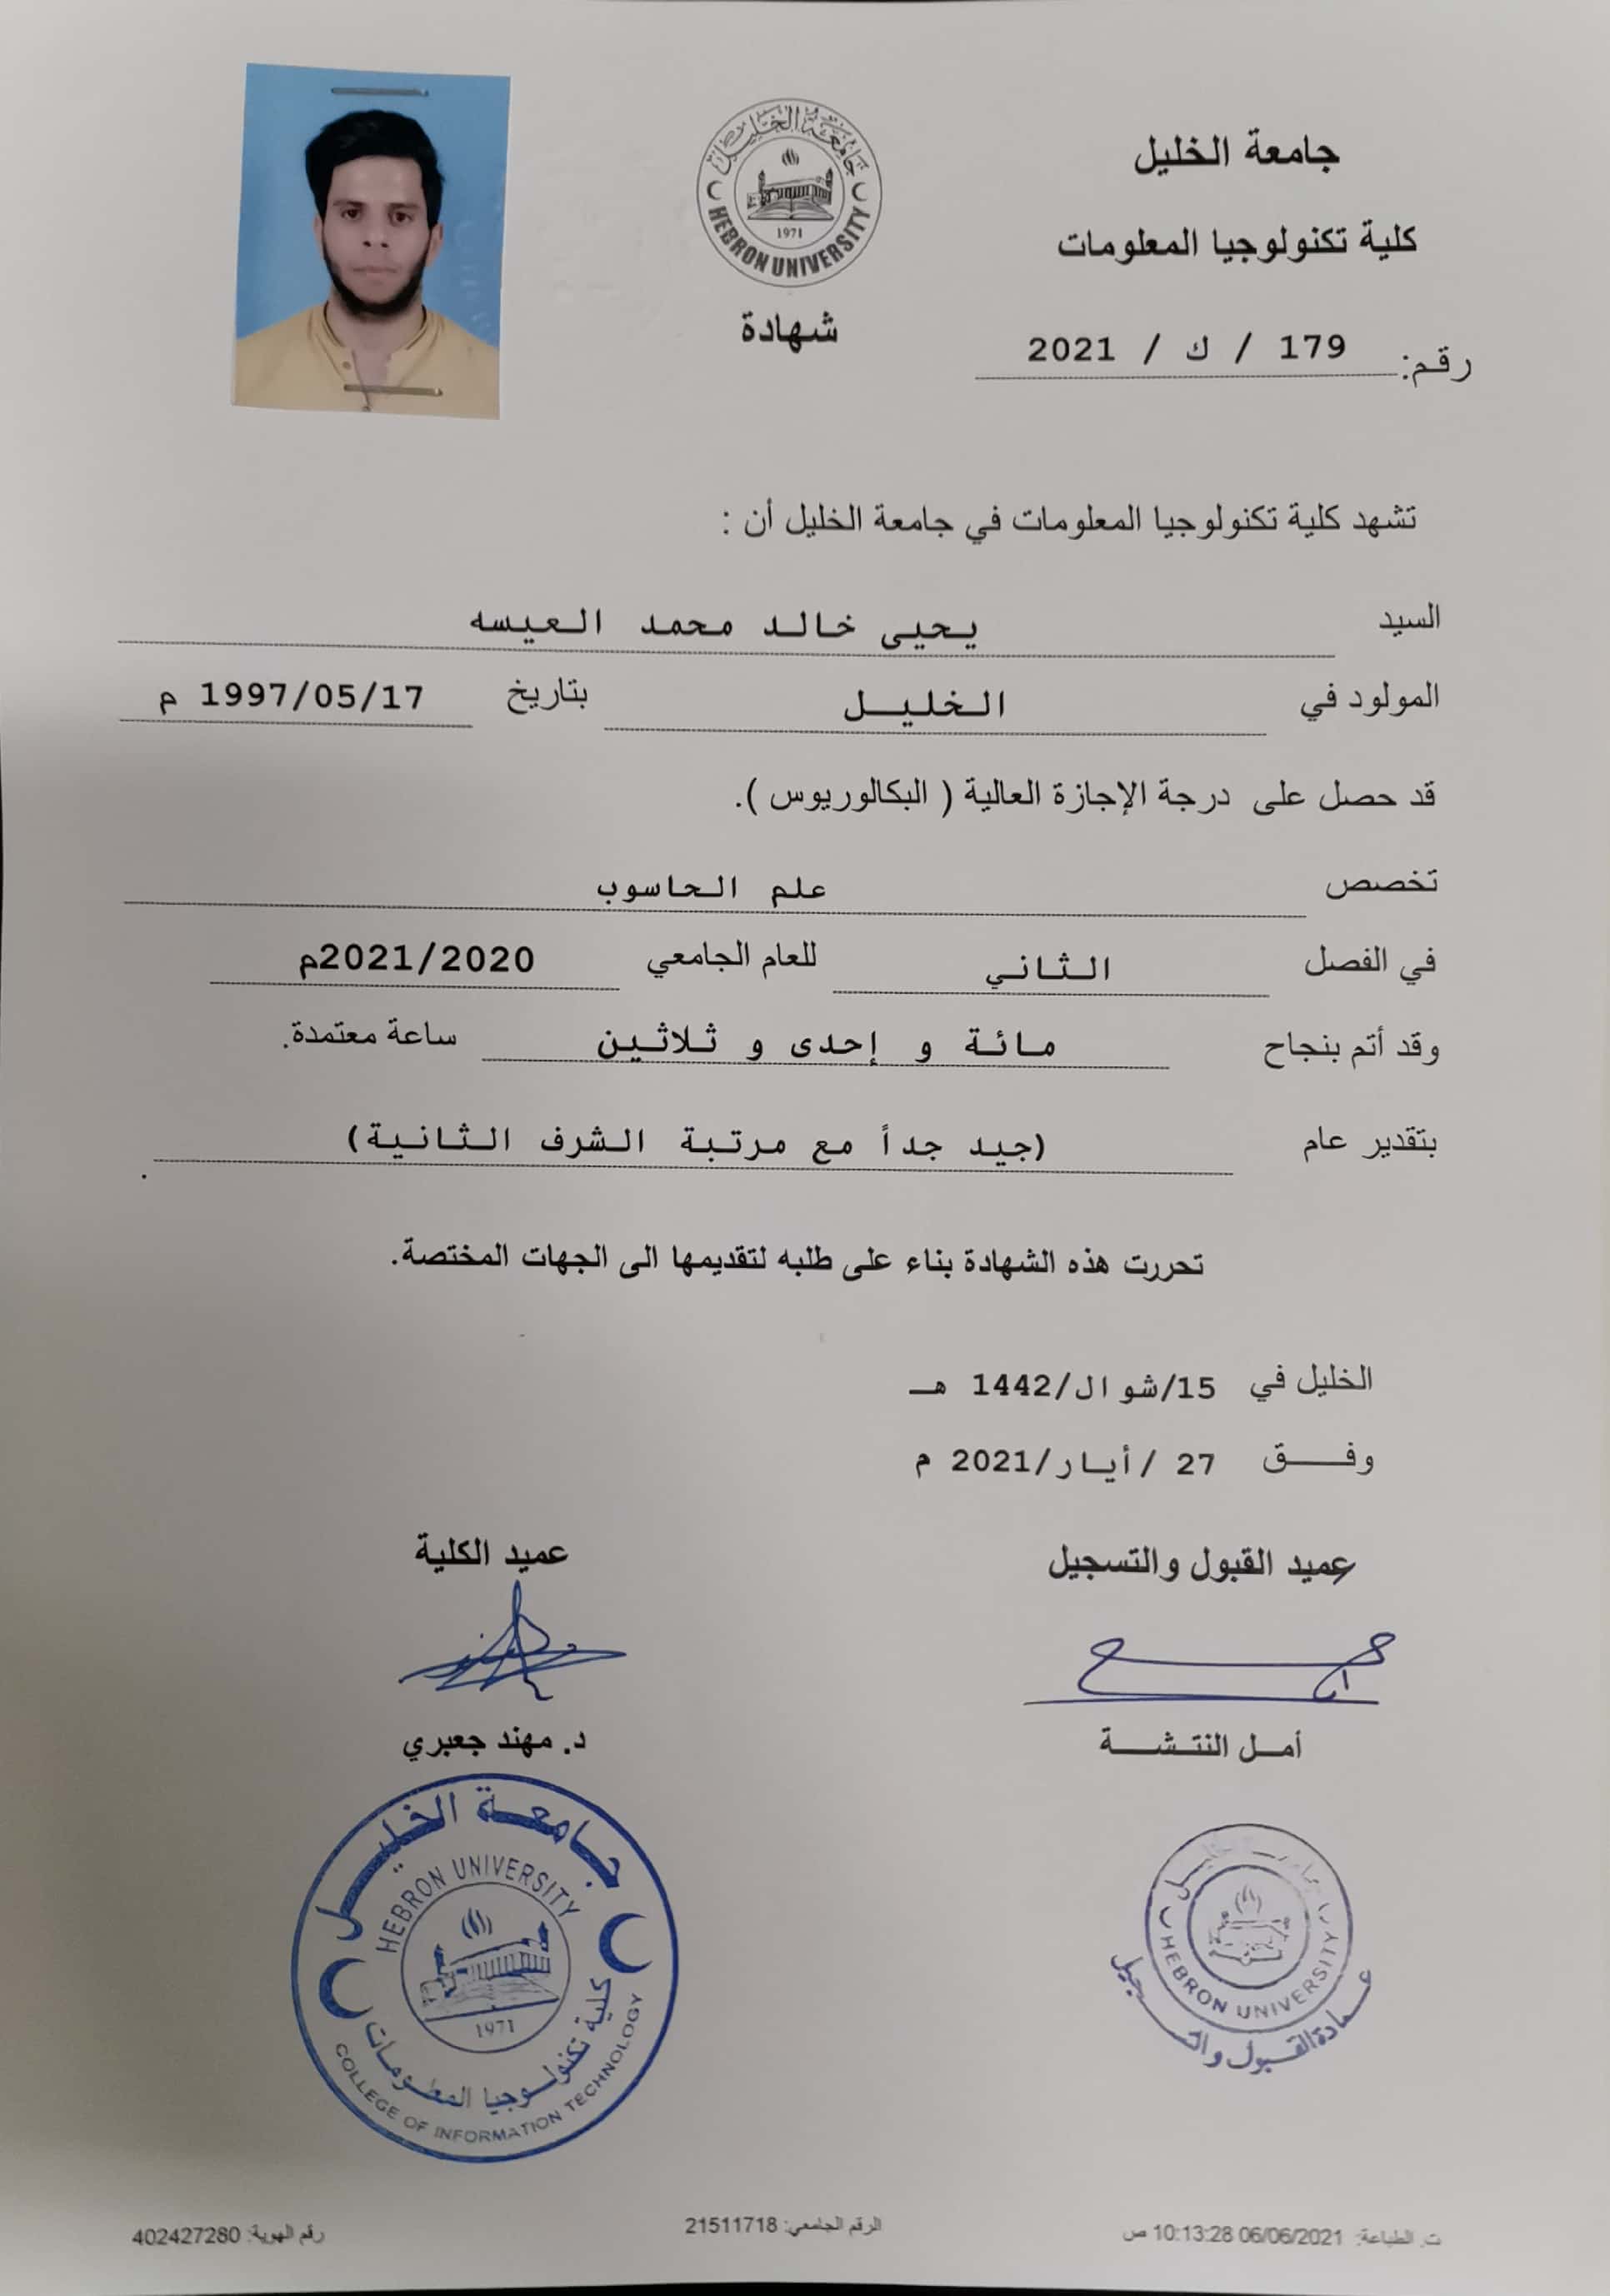 جامعة الخليل
كلية تكنولوجيا المعلومات
رقم: 179 / ك / 2021
جامعة الخليل
HEBRON UNIVERSITY
1971
شهادة
تشهد كلية تكنولوجيا المعلومات في جامعة الخليل أن :
السيد يحيى خالد محمد العيسه
المولود في الخليل بتاريخ 1997/05/17 م
قد حصل على درجة الإجازة العالية ( البكالوريوس ).
تخصص علم الحاسوب
في الفصل الثاني للعام الجامعي 2021/2020م
وقد أتم بنجاح مائة و إحدى و ثلاثين ساعة معتمدة.
بتقدير عام (جيد جداً مع مرتبة الشرف الثانية) .
تحررت هذه الشهادة بناء على طلبه لتقديمها الى الجهات المختصة.
الخليل في 15/شوال/1442 هـ
وفــــق 27 /أيار/2021 م
عميد القبول والتسجيل
أمــل النتـشــــة
عميد الكلية
د. مهند جعبري
جامعة الخليل
HEBRON UNIVERSITY
عمادة القبول والتسجيل
جامعة الخليل
HEBRON UNIVERSITY
1971
كلية تكنولوجيا المعلومات
COLLEGE OF INFORMATION TECHNOLOGY
ت. الطباعة: 06/06/2021 10:13:28 ص
الرقم الجامعي: 21511718
رقم الهوية: 402427280